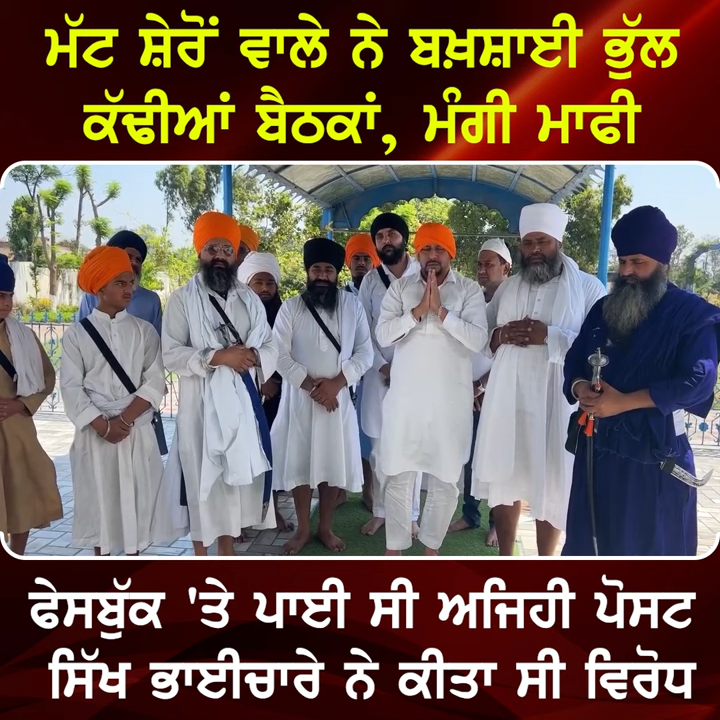 ਮੱਟ ਸ਼ੇਰੋਂ ਵਾਲੇ ਨੇ ਬਖ਼ਸ਼ਾਈ ਭੁੱਲ
ਕੱਢੀਆਂ ਬੈਠਕਾਂ, ਮੰਗੀ ਮਾਫੀ
ਫੇਸਬੁੱਕ 'ਤੇ ਪਾਈ ਸੀ ਅਜਿਹੀ ਪੋਸਟ
ਸਿੱਖ ਭਾਈਚਾਰੇ ਨੇ ਕੀਤਾ ਸੀ ਵਿਰੋਧ